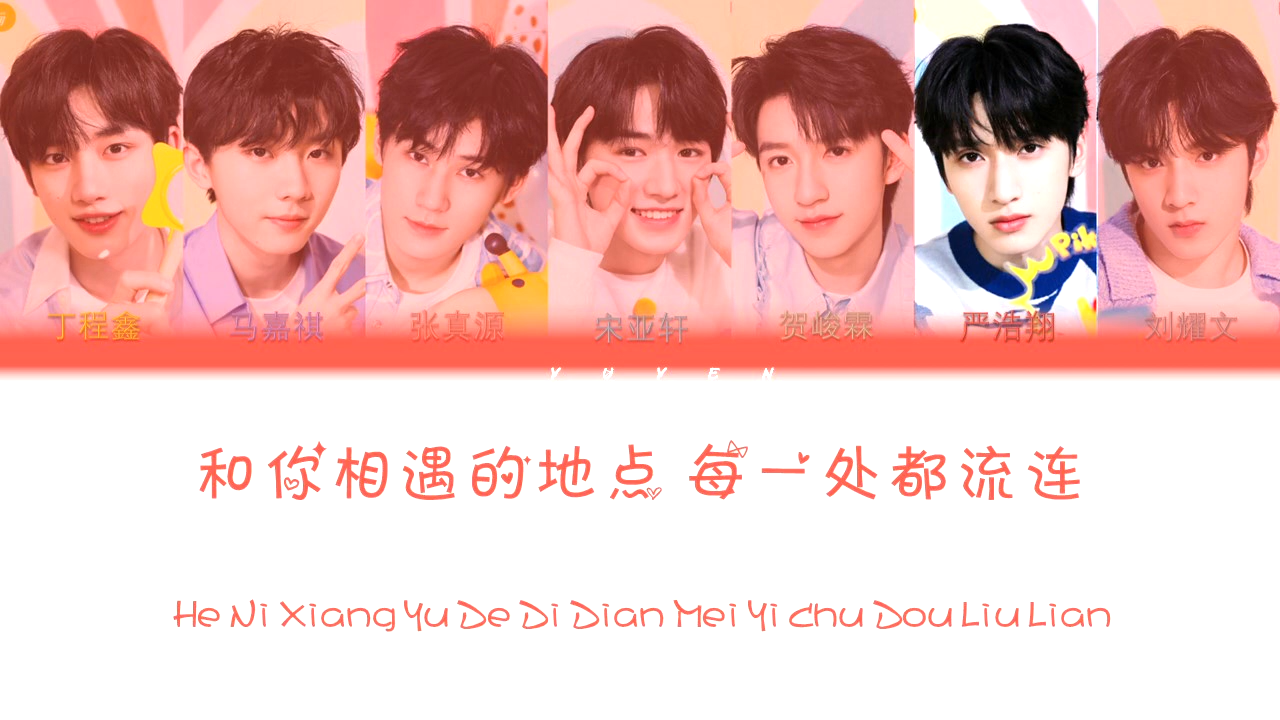 丁程鑫 马嘉祺 张真源 宋亚轩 贺峻霖 严浩翔 刘耀文
Y U Y E N
和你相遇的地点 每一处都流连
He Ni Xiang Yu De Di Dian Mei Yi Chu Dou Liu Lian